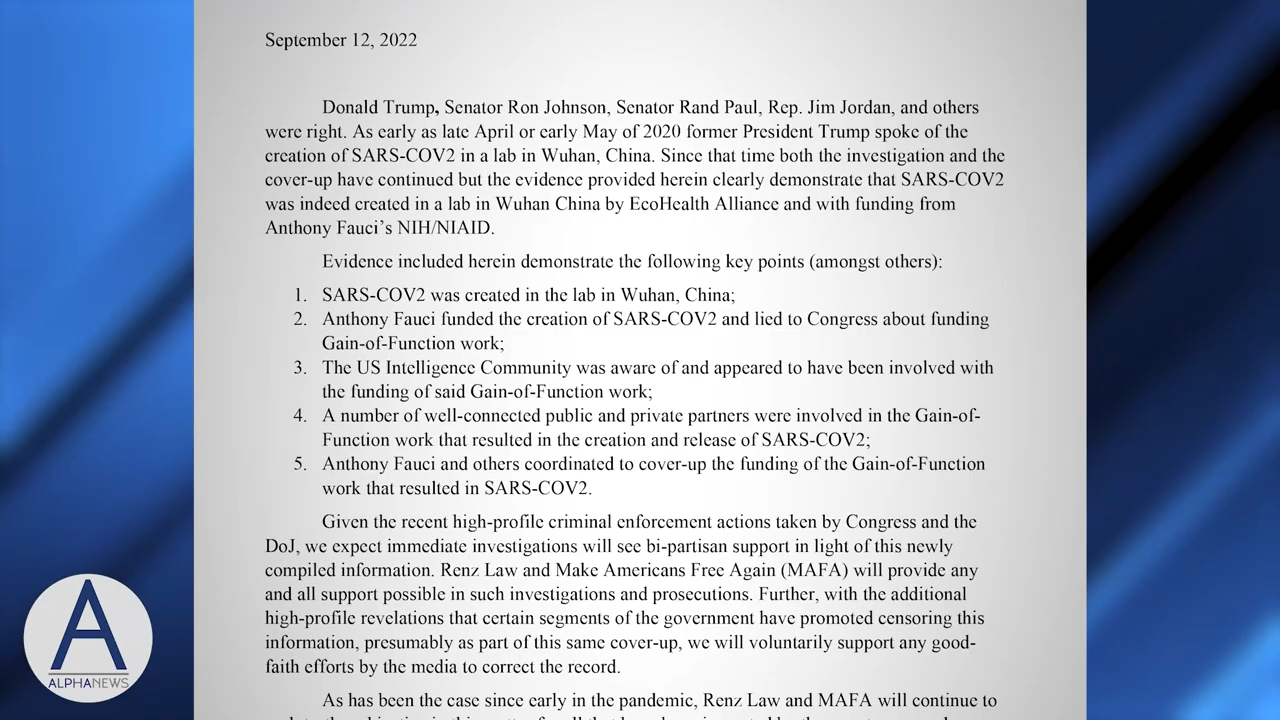 September 12, 2022
Donald Trump, Senator Ron Johnson, Senator Rand Paul, Rep. Jim Jordan, and others
were right. As early as late April or early May of 2020 former President Trump spoke of the
creation of SARS-COV2 in a lab in Wuhan, China. Since that time both the investigation and the
cover-up have continued but the evidence provided herein clearly demonstrate that SARS-COV2
was indeed created in a lab in Wuhan China by EcoHealth Alliance and with funding from
Anthony Fauci's NIH/NIAID.
Evidence included herein demonstrate the following key points (amongst others):
1. SARS-COV2 was created in the lab in Wuhan, China;
2. Anthony Fauci funded the creation of SARS-COV2 and lied to Congress about funding
Gain-of-Function work;
3. The US Intelligence Community was aware of and appeared to have been involved with
the funding of said Gain-of-Function work;
4. A number of well-connected public and private partners were involved in the Gain-of-
Function work that resulted in the creation and release of SARS-COV2;
5. Anthony Fauci and others coordinated to cover-up the funding of the Gain-of-Function
work that resulted in SARS-COV2.
Given the recent high-profile criminal enforcement actions taken by Congress and the
DoJ, we expect immediate investigations will see bi-partisan support in light of this newly
compiled information. Renz Law and Make Americans Free Again (MAFA) will provide any
and all support possible in such investigations and prosecutions. Further, with the additional
high-profile revelations that certain segments of the government have promoted censoring this
information, presumably as part of this same cover-up, we will voluntarily support any good-
faith efforts by the media to correct the record.
As has been the case since early in the pandemic, Renz Law and MAFA will continue to
A
ALPHANEWS